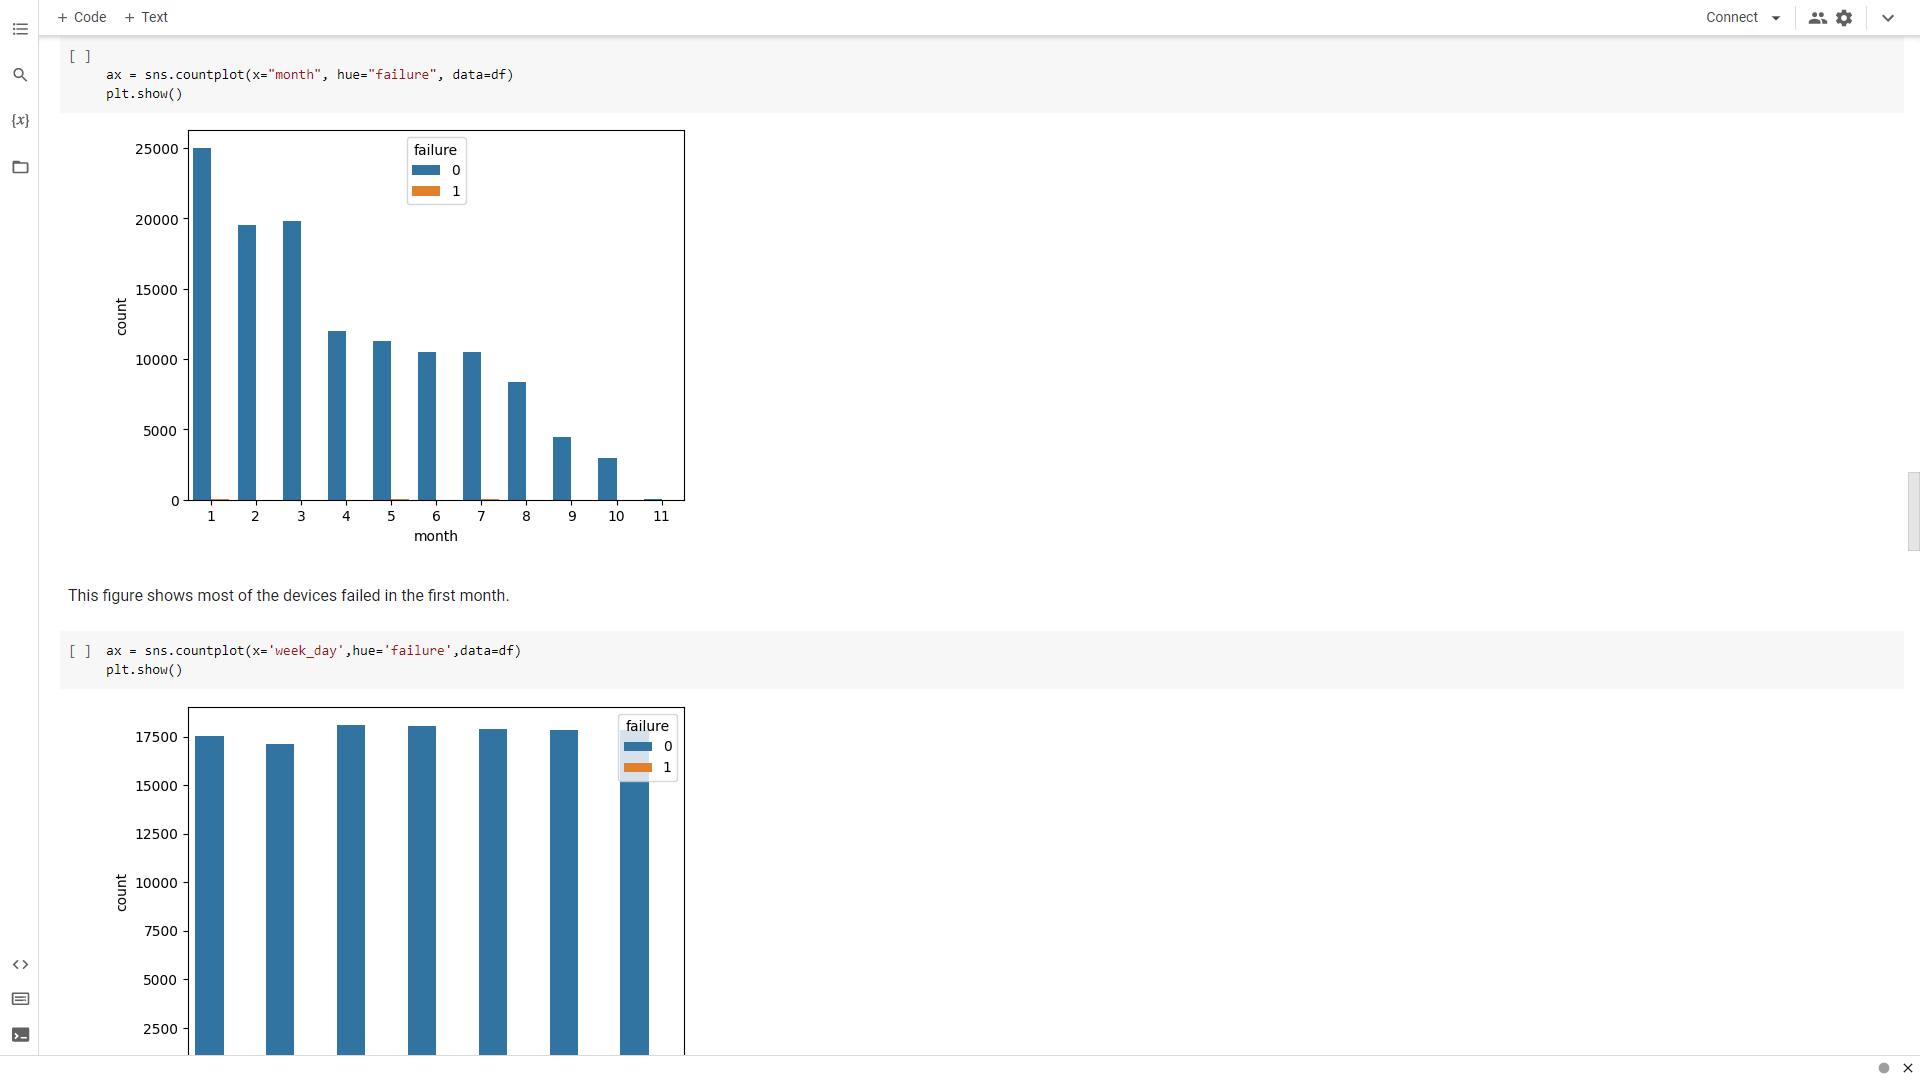 + Code + Text Connect
{x}
[ ]
ax = sns.countplot(x="month", hue="failure", data=df)
plt.show()
failure
0
1
25000
20000
15000
10000
5000
0
count
1 2 3 4 5 6 7 8 9 10 11
month
This figure shows most of the devices failed in the first month.
[ ] ax = sns.countplot(x='week_day',hue='failure',data=df)
plt.show()
failure
0
1
17500
15000
12500
10000
7500
5000
2500
count